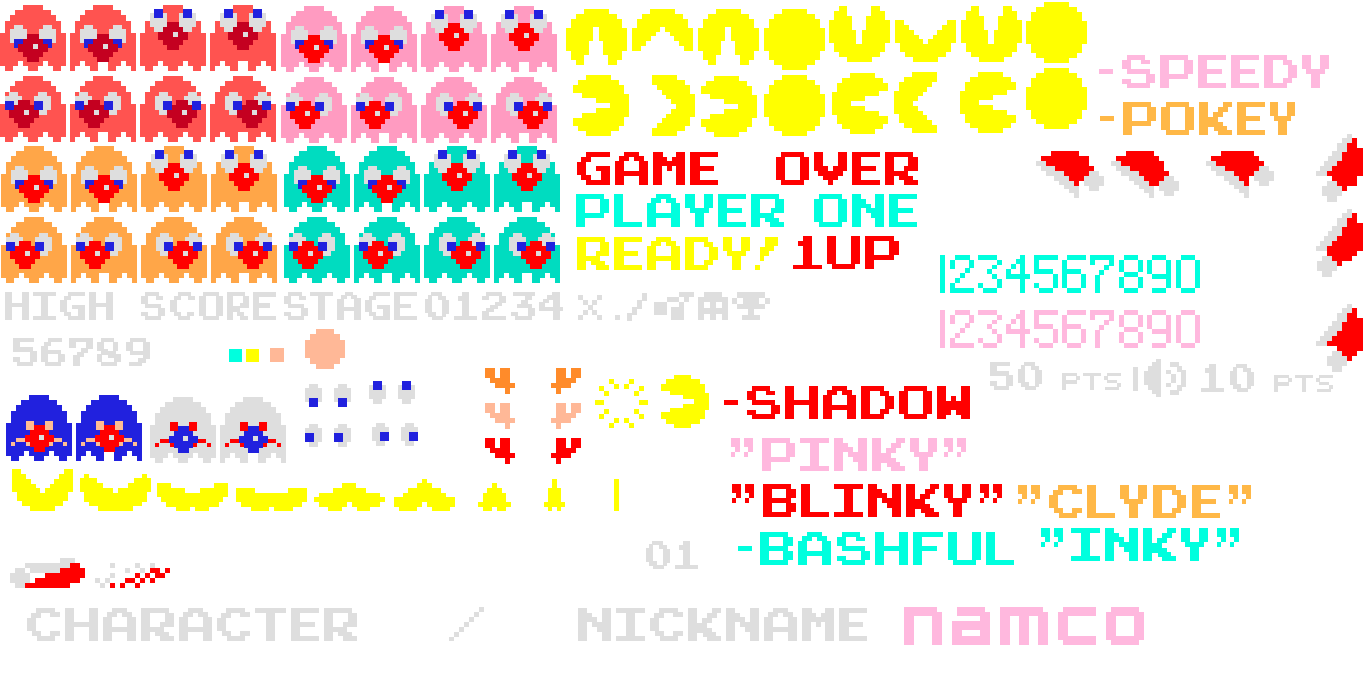 -SPEEDY
-POKEY
GAME OVER
PLAYER ONE
READY! 1UP
1234567890
HIGH SCORE STAGE 01234 X ./
1234567890
56789
50 PTS 10 PTS
-SHADOW
"PINKY"
"BLINKY" "CLYDE"
-BASHFUL "INKY"
01
CHARACTER / NICKNAME namco